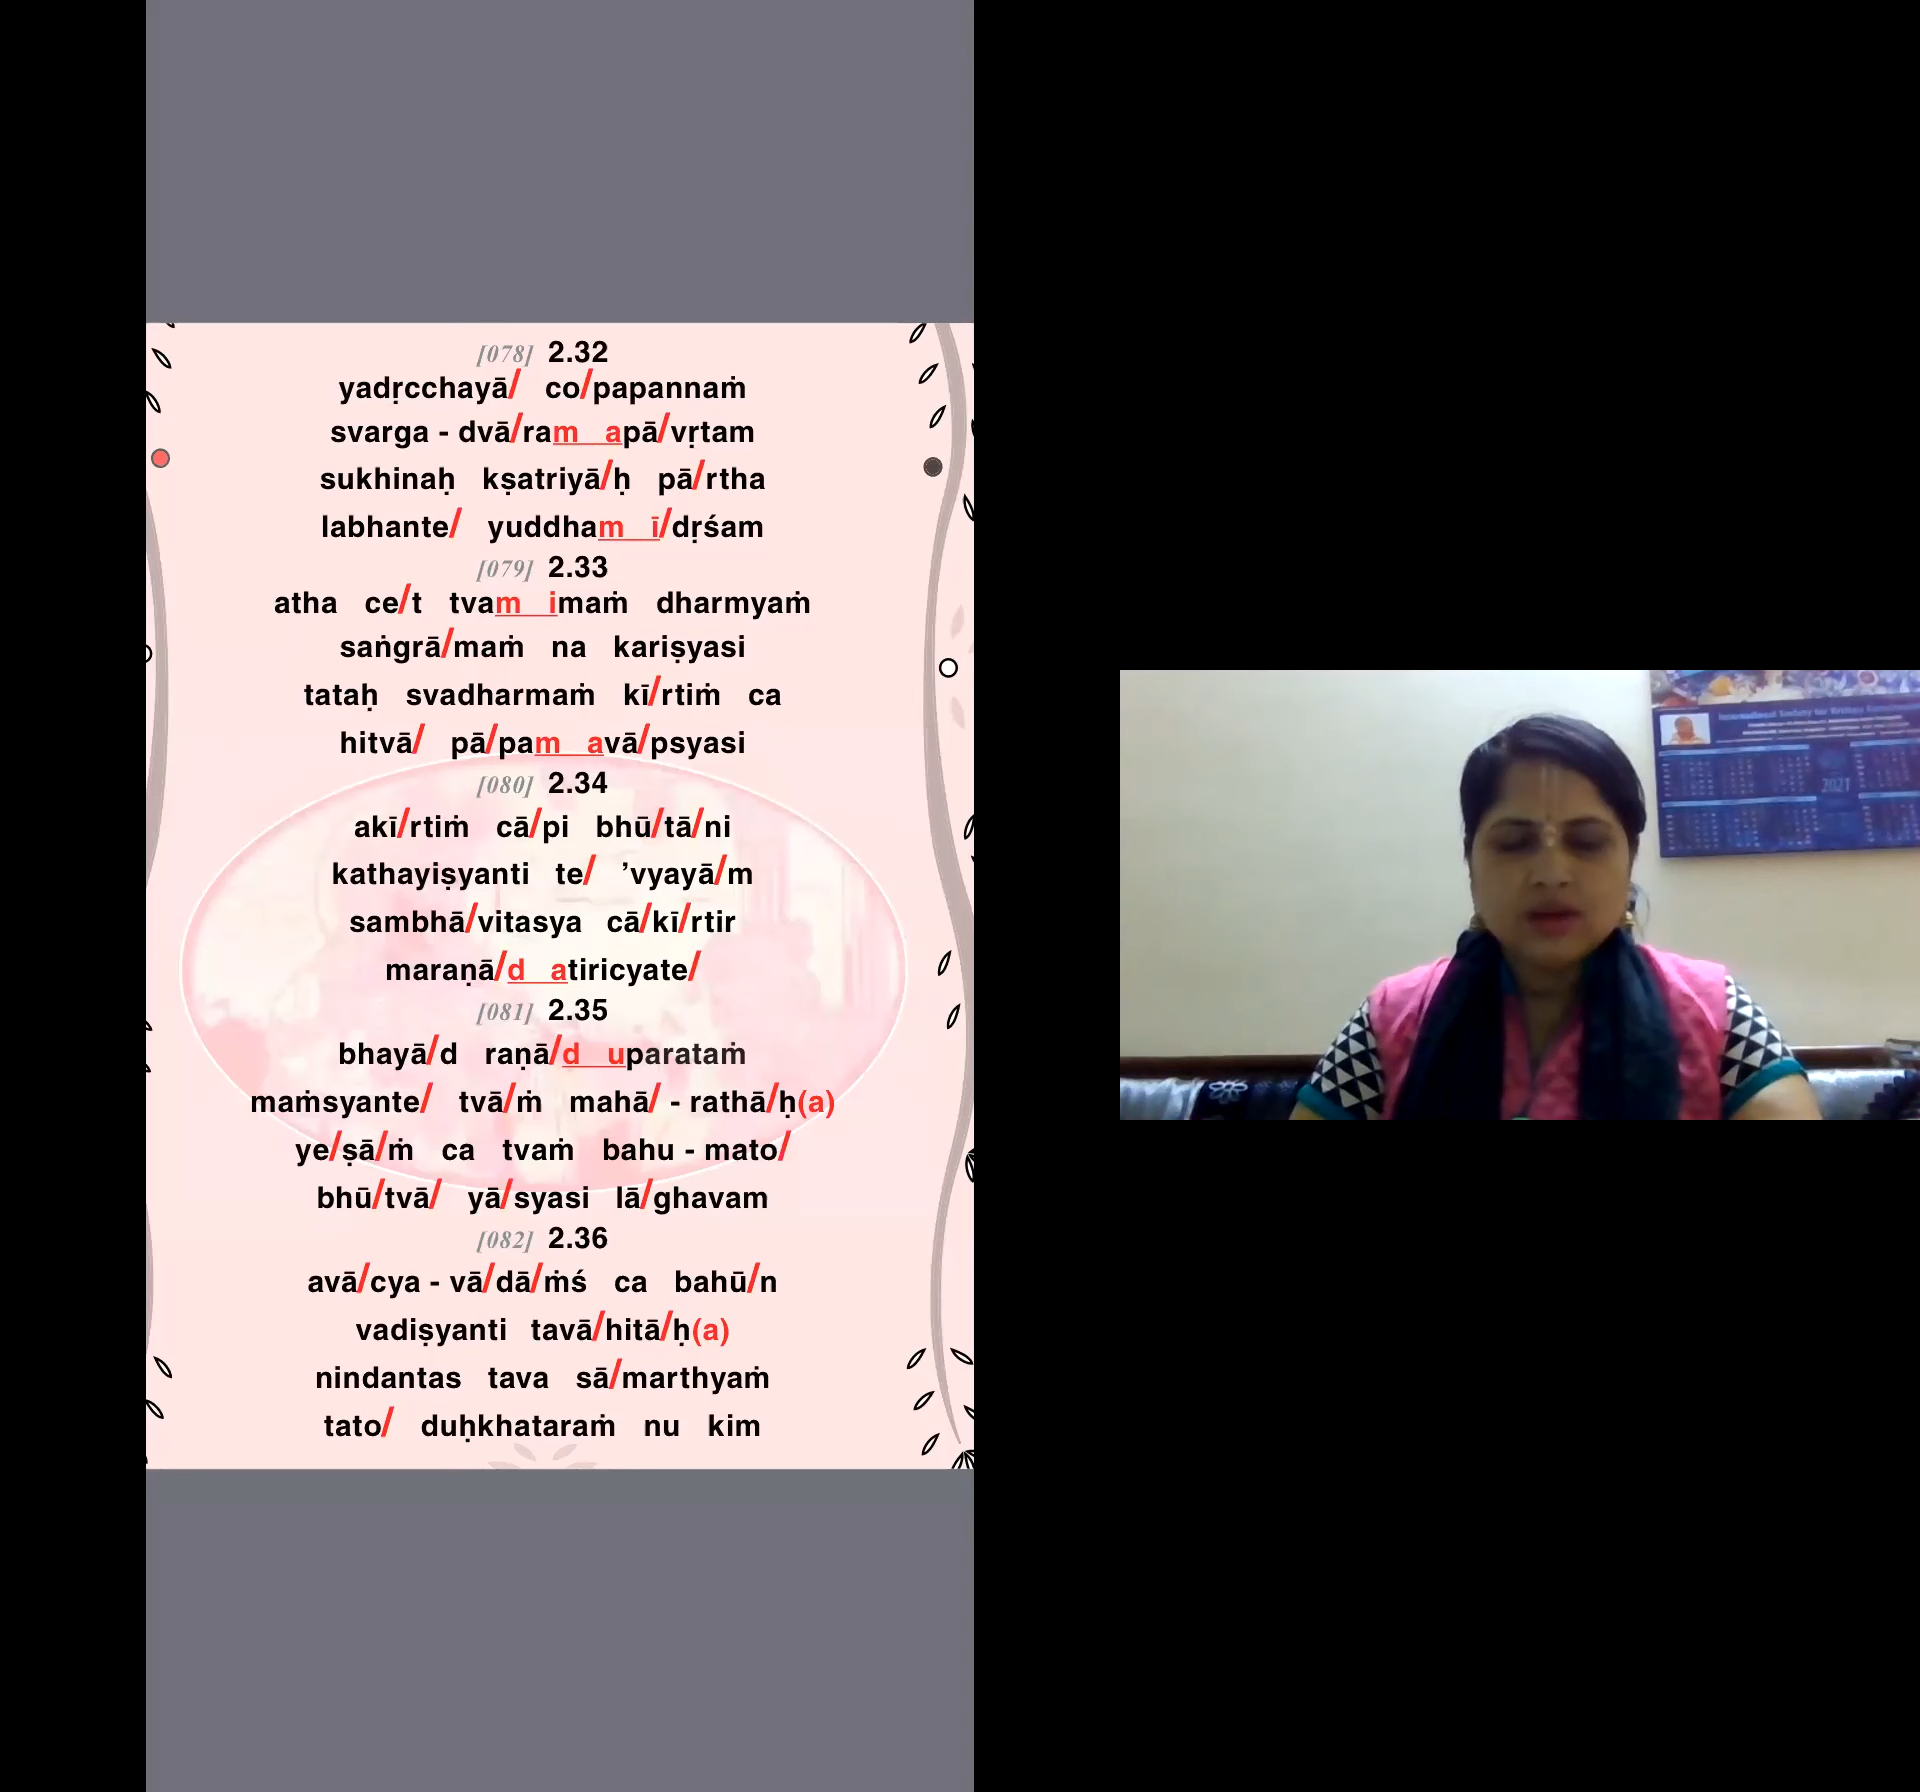 [078] 2.32
yadṛcchayā/ co/papannaṁ
svarga - dvā/ram apā/vṛtam
sukhinaḥ kṣatriyā/ḥ pā/rtha
labhante/ yuddham ī/dṛśam
[079] 2.33
atha ce/t tvam imaṁ dharmyaṁ
saṅgrā/maṁ na kariṣyasi
tataḥ svadharmaṁ kī/rtiṁ ca
hitvā/ pā/pam avā/psyasi
[080] 2.34
akī/rtiṁ cā/pi bhū/tā/ni
kathayiṣyanti te/ ’vyayā/m
sambhā/vitasya cā/kī/rtir
maraṇā/d atiricyate/
[081] 2.35
bhayā/d raṇā/d uparataṁ
maṁsyante/ tvā/ṁ mahā/ - rathā/ḥ(a)
ye/ṣā/ṁ ca tvaṁ bahu - mato/
bhū/tvā/ yā/syasi lā/ghavam
[082] 2.36
avā/cya - vā/dā/ṁś ca bahū/n
vadiṣyanti tavā/hitā/ḥ(a)
nindantas tava sā/marthyaṁ
tato/ duḥkhataraṁ nu kim
International Society for Krishna
2021